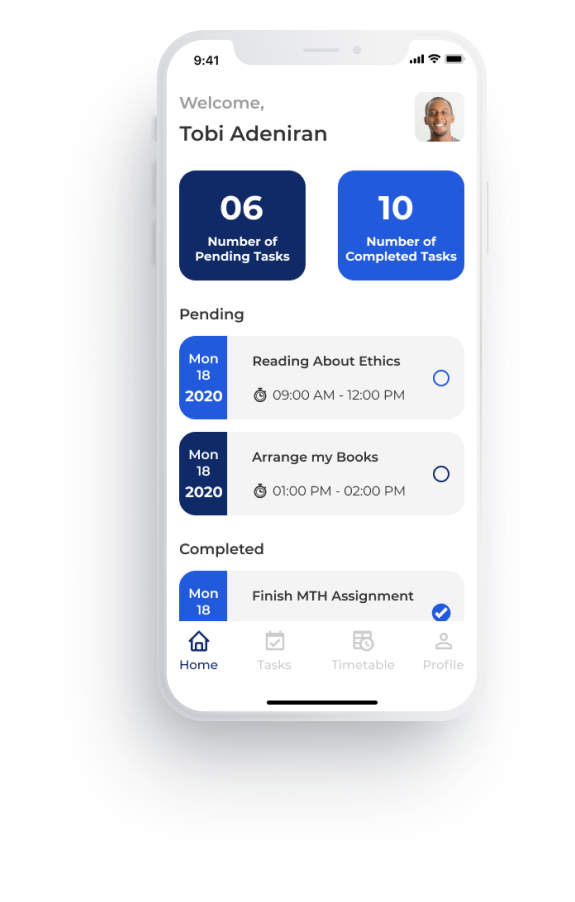 9:41
Welcome,
Tobi Adeniran
06
Number of
Pending Tasks
10
Number of
Completed Tasks
Pending
Mon
18
2020
Reading About Ethics
09:00 AM - 12:00 PM
Mon
18
2020
Arrange my Books
01:00 PM - 02:00 PM
Completed
Mon
18
Finish MTH Assignment
Home
Tasks
Timetable
Profile